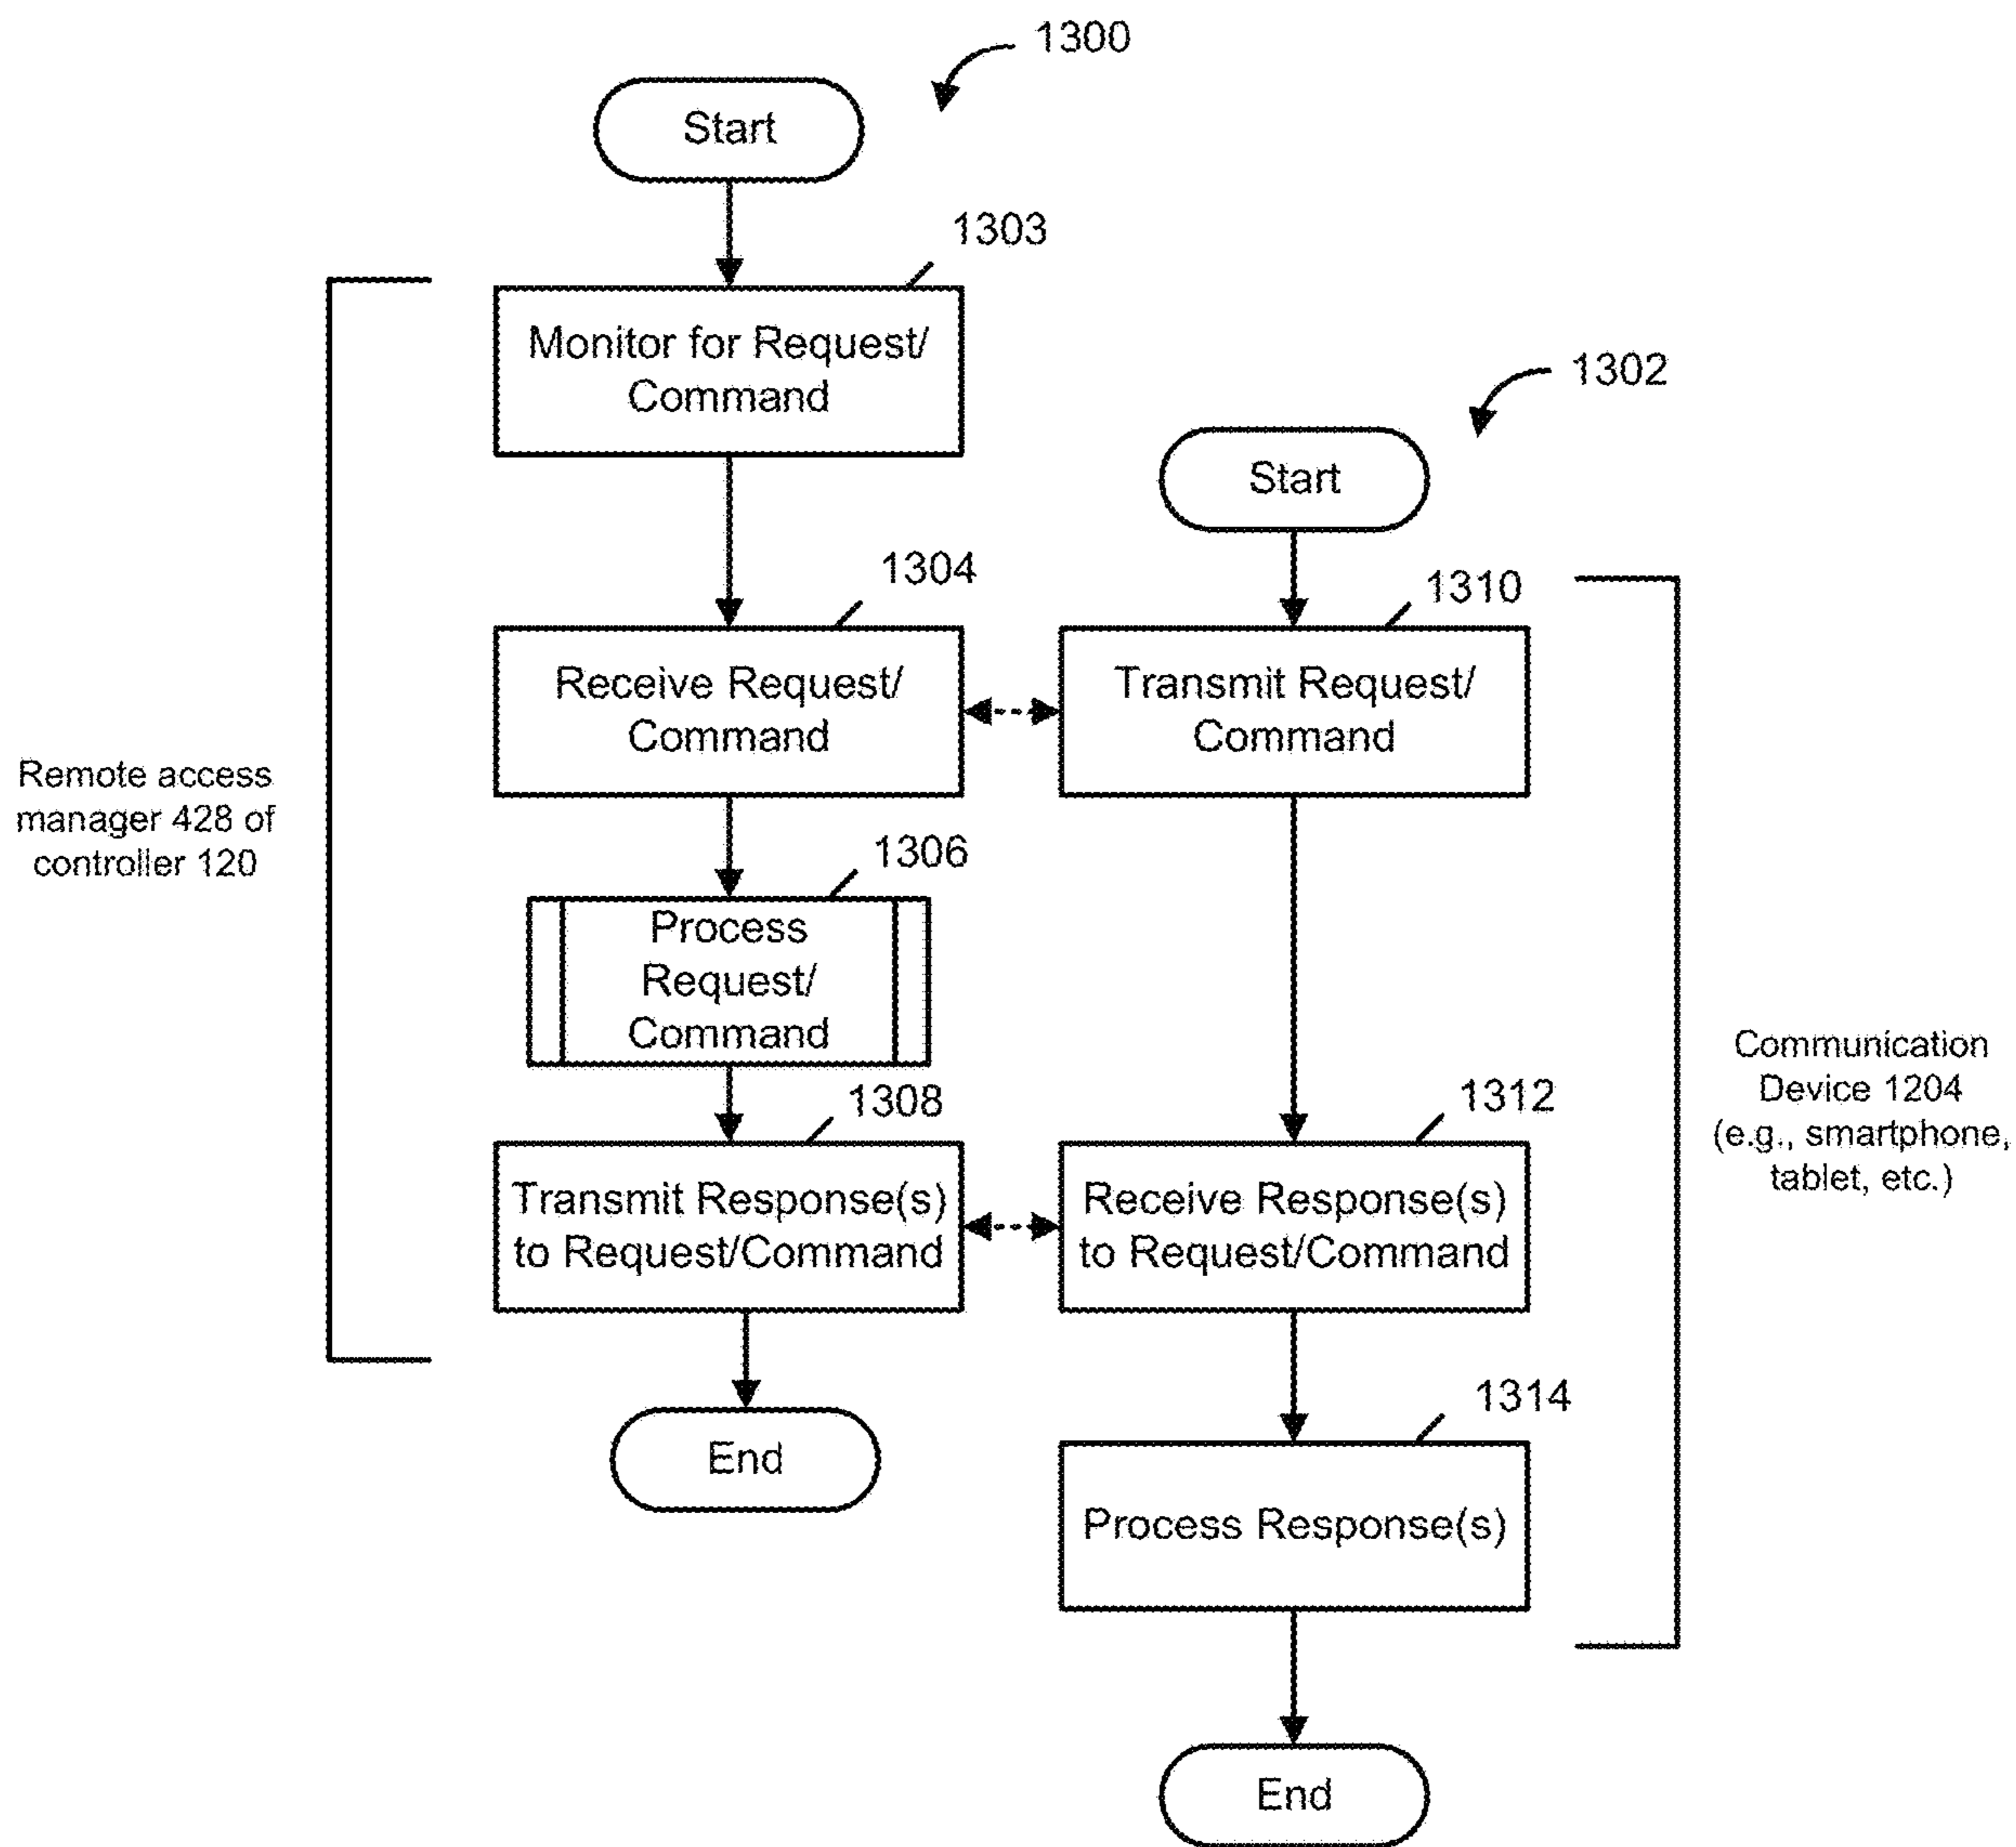 1300
Start
1303
Monitor for Request/
Command
1302
Start
1304
Receive Request/
Command
1310
Transmit Request/
Command
Remote access
manager 428 of
controller 120
1306
Process
Request/
Command
1308
Transmit Response(s)
to Request/Command
1312
Receive Response(s)
to Request/Command
Communication
Device 1204
(e.g., smartphone,
tablet, etc.)
1314
Process Response(s)
End
End